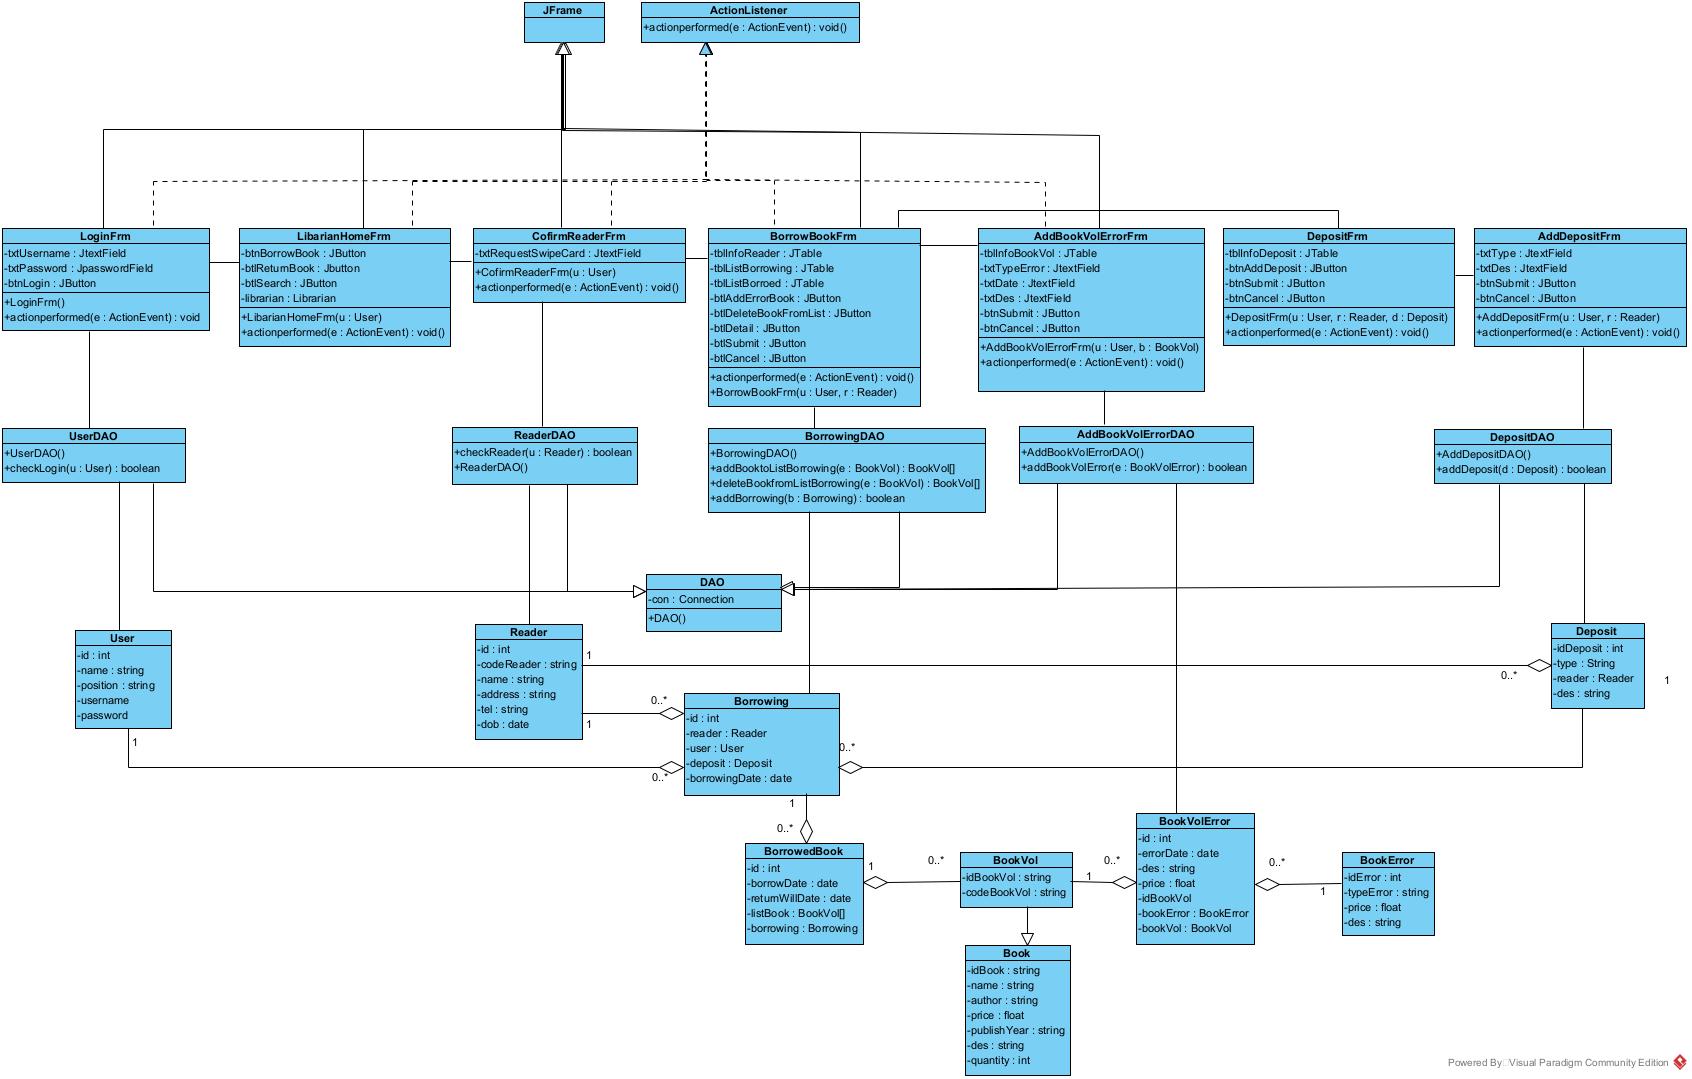 JFrame
ActionListener
+actionperformed(e : ActionEvent) : void()
LoginFrm
-txtUsername : JtextField
-txtPassword : JpasswordField
-btnLogin : JButton
+LoginFrm()
+actionperformed(e : ActionEvent) : void
LibarianHomeFrm
-btnBorrowBook : JButton
-btlReturnBook : Jbutton
-btlSearch : JButton
-librarian : Librarian
+LibarianHomeFrm(u : User)
+actionperformed(e : ActionEvent) : void()
CofirmReaderFrm
-txtRequestSwipeCard : JtextField
+CofirmReaderFrm(u : User)
+actionperformed(e : ActionEvent) : void()
BorrowBookFrm
-tblInfoReader : JTable
-tblListBorrowing : JTable
-tblListBorroed : JTable
-btlAddErrorBook : JButton
-btlDeleteBookFromList : JButton
-btlDetail : JButton
-btlSubmit : JButton
-btlCancel : JButton
+actionperformed(e : ActionEvent) : void()
+BorrowBookFrm(u : User, r : Reader)
AddBookVolErrorFrm
-tblInfoBookVol : JTable
-txtTypeError : JtextField
-txtDate : JtextField
-txtDes : JtextField
-btnSubmit : JButton
-btnCancel : JButton
+AddBookVolErrorFrm(u : User, b : BookVol)
+actionperformed(e : ActionEvent) : void()
DepositFrm
-tblInfoDeposit : JTable
-btnAddDeposit : JButton
-btnSubmit : JButton
-btnCancel : JButton
+DepositFrm(u : User, r : Reader, d : Deposit)
+actionperformed(e : ActionEvent) : void()
AddDepositFrm
-txtType : JtextField
-txtDes : JtextField
-btnSubmit : JButton
-btnCancel : JButton
+AddDepositFrm(u : User, r : Reader)
+actionperformed(e : ActionEvent) : void()
UserDAO
+UserDAO()
+checkLogin(u : User) : boolean
ReaderDAO
+checkReader(u : Reader) : boolean
+ReaderDAO()
BorrowingDAO
+BorrowingDAO()
+addBooktoListBorrowing(e : BookVol) : BookVol[]
+deleteBookfromListBorrowing(e : BookVol) : BookVol[]
+addBorrowing(b : Borrowing) : boolean
AddBookVolErrorDAO
+AddBookVolErrorDAO()
+addBookVolError(e : BookVolError) : boolean
DepositDAO
+AddDepositDAO()
+addDeposit(d : Deposit) : boolean
DAO
-con : Connection
+DAO()
User
-id : int
-name : string
-position : string
-username
-password
1
Reader
-id : int
-codeReader : string
-name : string
-address : string
-tel : string
-dob : date
1
1
0..*
0..*
Borrowing
-id : int
-reader : Reader
-user : User
-deposit : Deposit
-borrowingDate : date
0..*
Deposit
-idDeposit : int
-type : String
-reader : Reader
-des : string
0..*
1
1
0..*
BorrowedBook
-id : int
-borrowDate : date
-returnWillDate : date
-listBook : BookVol[]
-borrowing : Borrowing
1
0..*
BookVol
-idBookVol : string
-codeBookVol : string
1
0..*
BookVolError
-id : int
-errorDate : date
-des : string
-price : float
-idBookVol
-bookError : BookError
-bookVol : BookVol
0..*
1
BookError
-idError : int
-typeError : string
-price : float
-des : string
Book
-idBook : string
-name : string
-author : string
-price : float
-publishYear : string
-des : string
-quantity : int
Powered By Visual Paradigm Community Edition